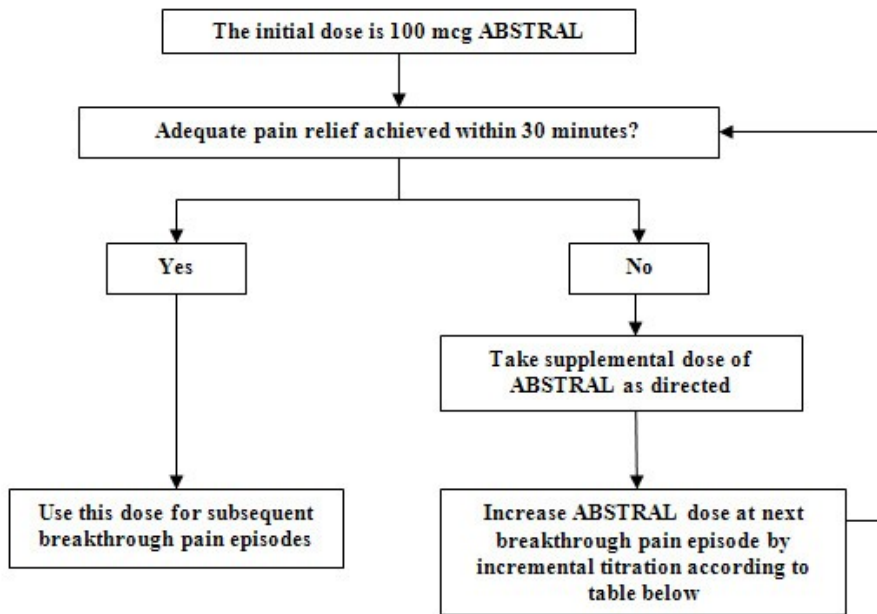 The initial dose is 100 mcg ABSTRAL
Adequate pain relief achieved within 30 minutes?
Yes
No
Take supplemental dose of
ABSTRAL as directed
Use this dose for subsequent
breakthrough pain episodes
Increase ABSTRAL dose at next
breakthrough pain episode by
incremental titration according to
table below